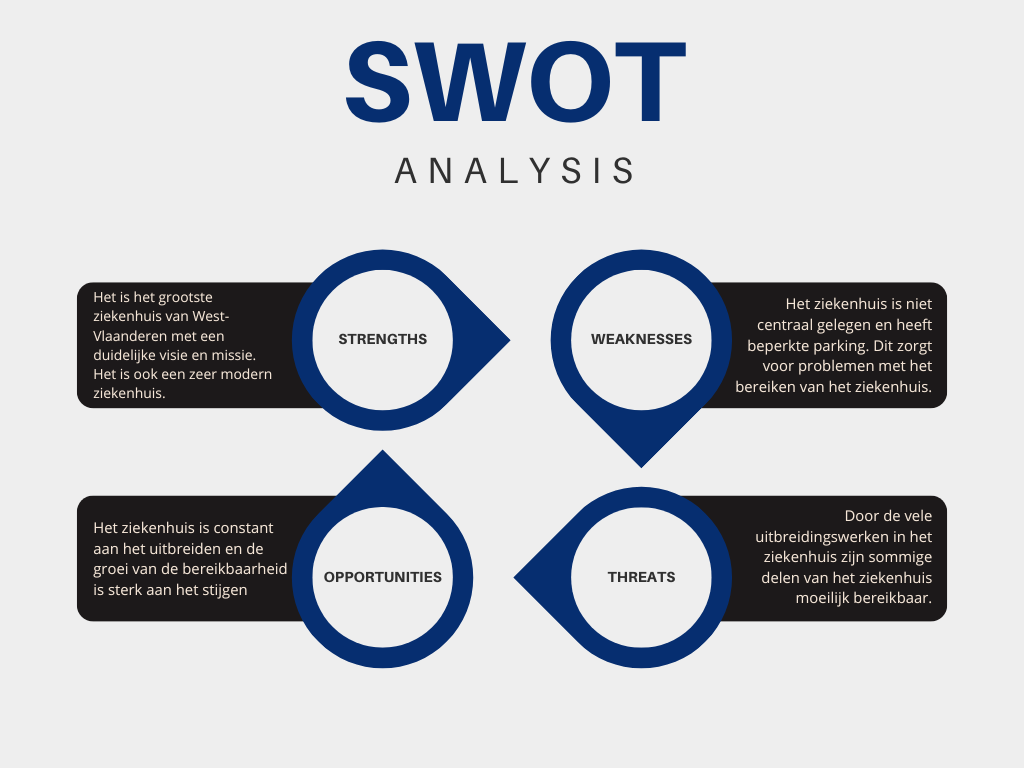 SWOT
ANALYSIS
Het is het grootste
ziekenhuis van West-
Vlaanderen met een
duidelijke visie en missie.
Het is ook een zeer modern
ziekenhuis.
STRENGTHS
WEAKNESSES
Het ziekenhuis is niet
centraal gelegen en heeft
beperkte parking. Dit zorgt
voor problemen met het
bereiken van het ziekenhuis.
Het ziekenhuis is constant
aan het uitbreiden en de
groei van de bereikbaarheid
is sterk aan het stijgen
OPPORTUNITIES
THREATS
Door de vele
uitbreidingswerken in het
ziekenhuis zijn sommige
delen van het ziekenhuis
moeilijk bereikbaar.